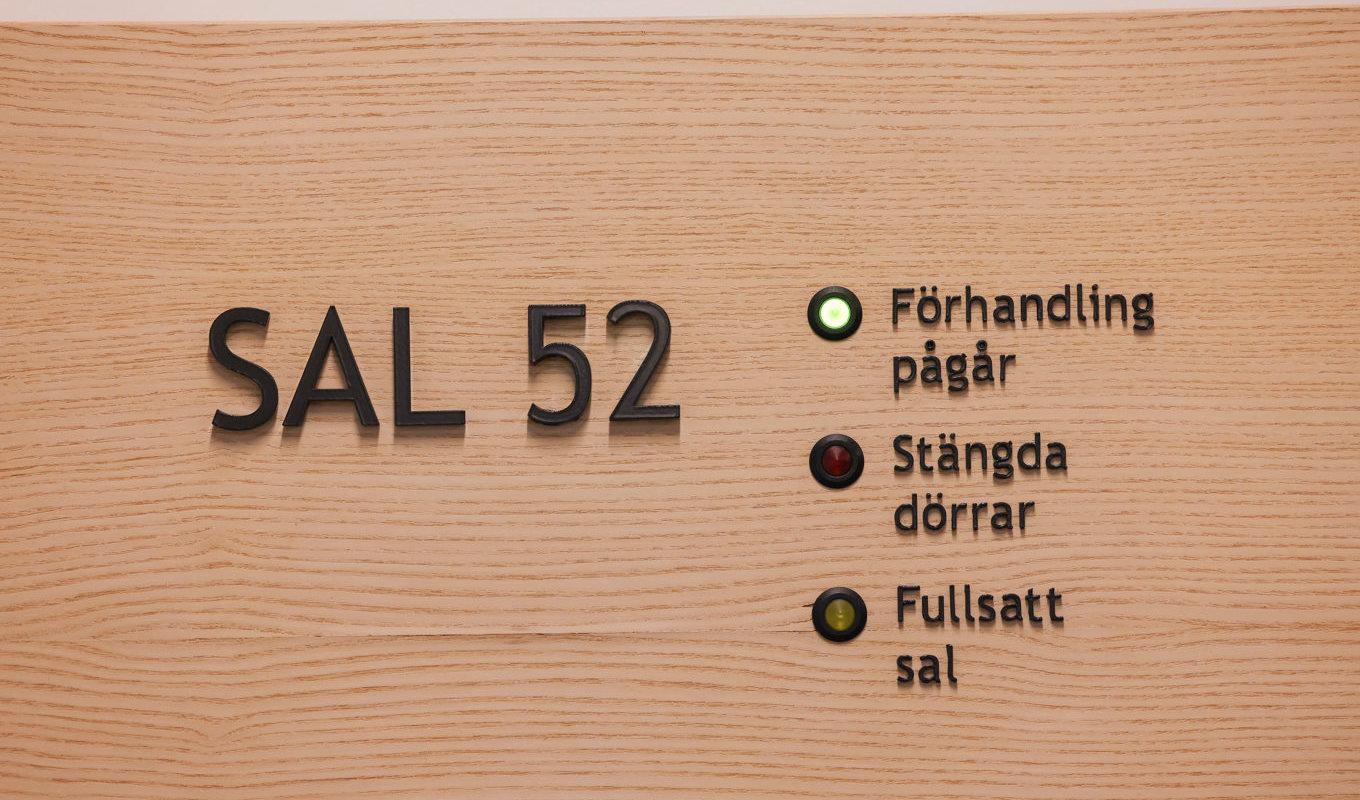 SAL 52
Förhandling
pågår
Stängda
dörrar
Fullsatt
sal